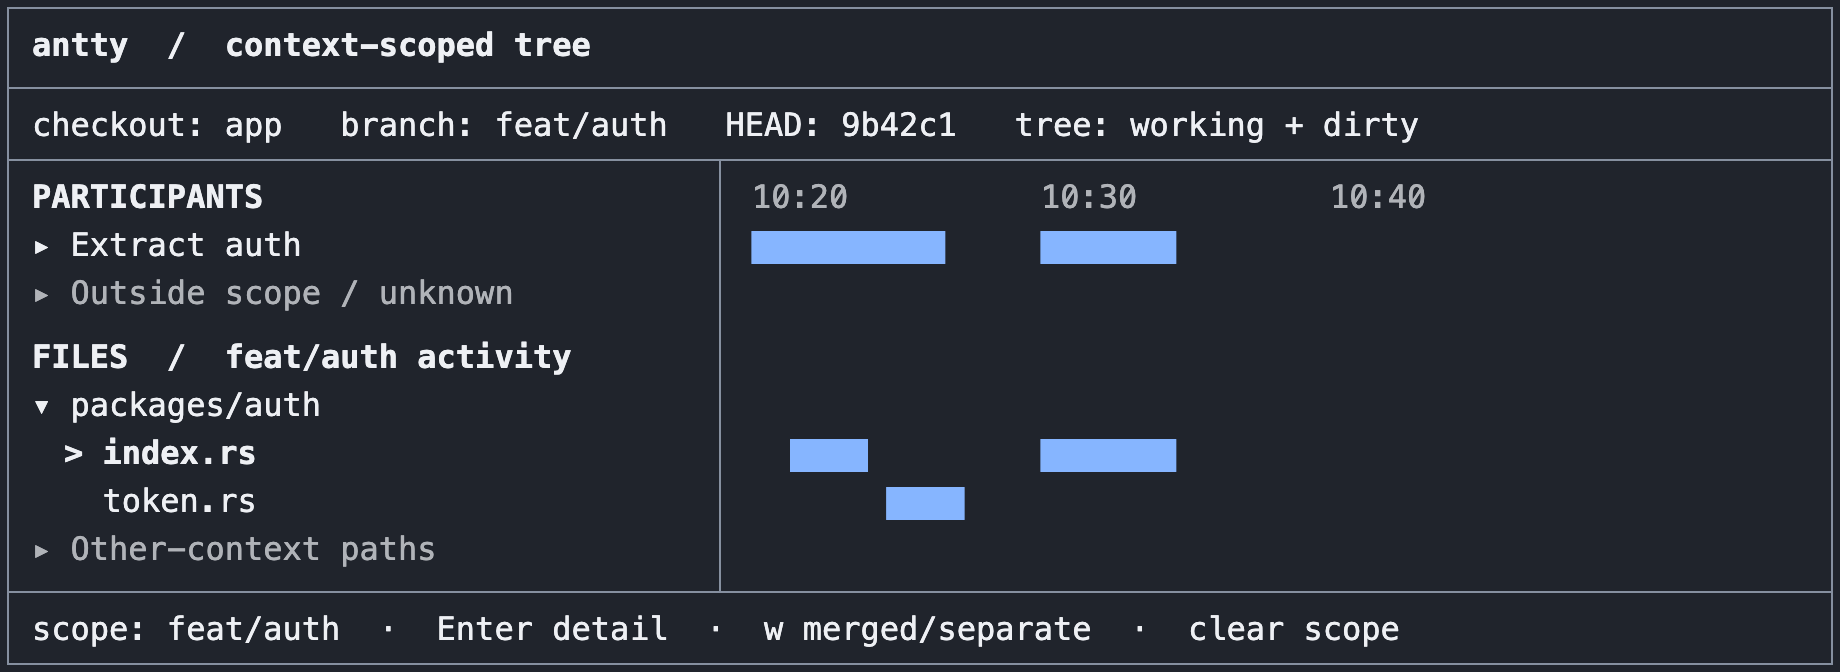 antty  /  context-scoped tree
checkout: app   branch: feat/auth   HEAD: 9b42c1   tree: working + dirty
PARTICIPANTS   10:20   10:30   10:40
▸ Extract auth
▸ Outside scope / unknown
FILES  /  feat/auth activity
▾ packages/auth
> index.rs
token.rs
▸ Other-context paths
scope: feat/auth  ·  Enter detail  ·  w merged/separate  ·  clear scope